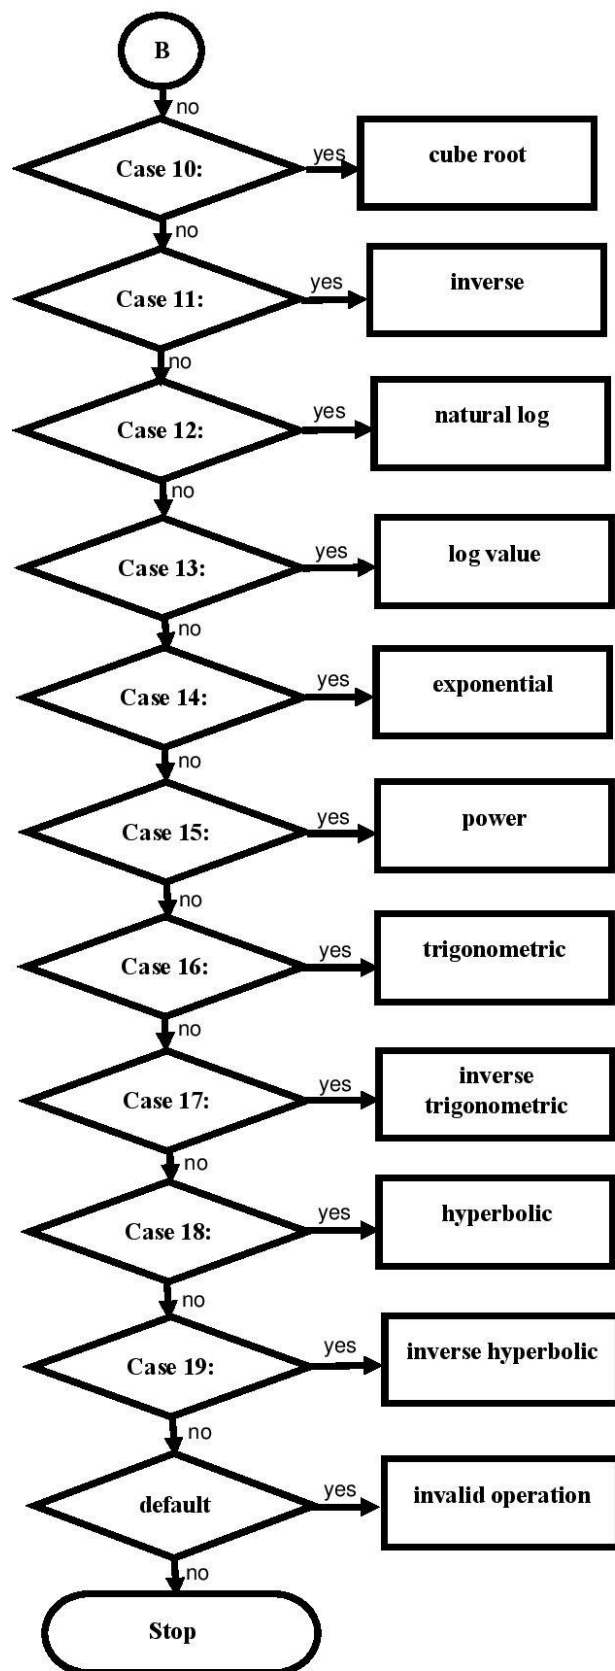 B
no
Case 10:
yes
cube root
no
Case 11:
yes
inverse
no
Case 12:
yes
natural log
no
Case 13:
yes
log value
no
Case 14:
yes
exponential
no
Case 15:
yes
power
no
Case 16:
yes
trigonometric
no
Case 17:
yes
inverse
trigonometric
no
Case 18:
yes
hyperbolic
no
Case 19:
yes
inverse hyperbolic
no
default
yes
invalid operation
no
Stop